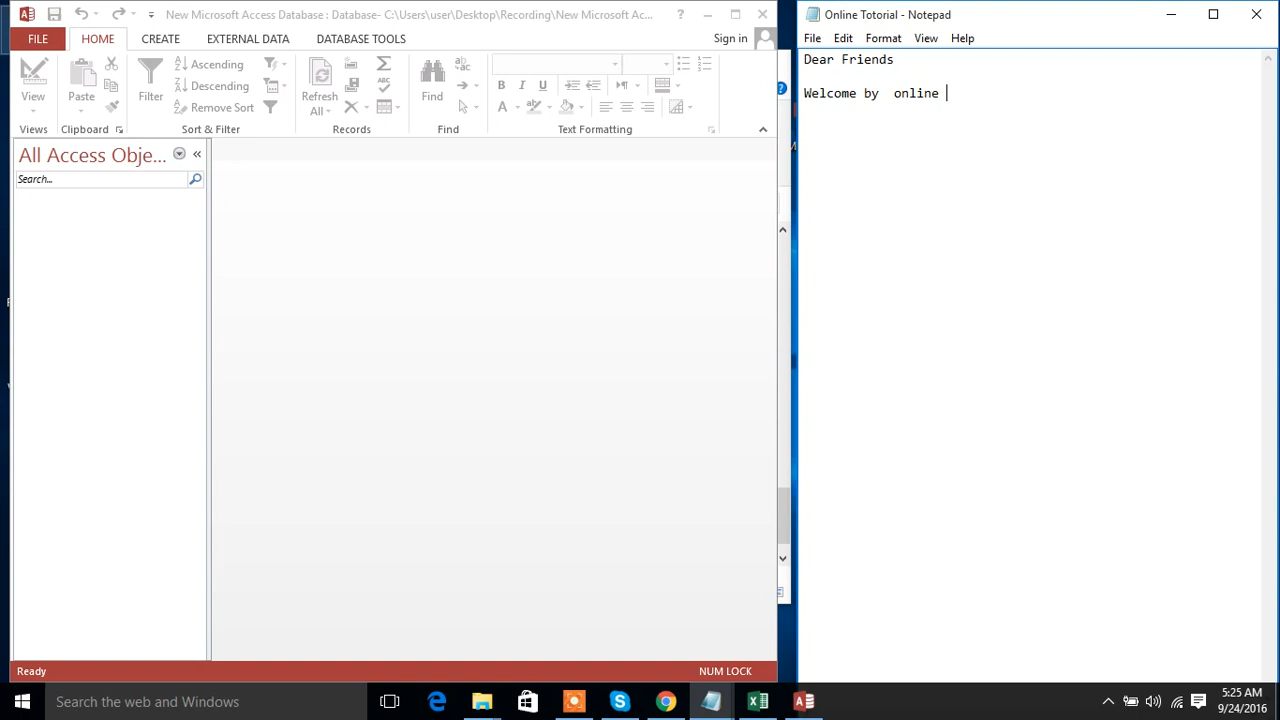 New Microsoft Access Database : Database- C:\Users\user\Desktop\Recording\New Microsoft Ac...
FILE HOME CREATE EXTERNAL DATA DATABASE TOOLS Sign in
View Paste Filter Ascending Descending Remove Sort Refresh All Find
Views Clipboard Sort & Filter Records Find Text Formatting
All Access Obje...
Search...
Ready NUM LOCK
Online Totorial - Notepad
File Edit Format View Help
Dear Friends
Welcome by  online
Search the web and Windows
5:25 AM
9/24/2016